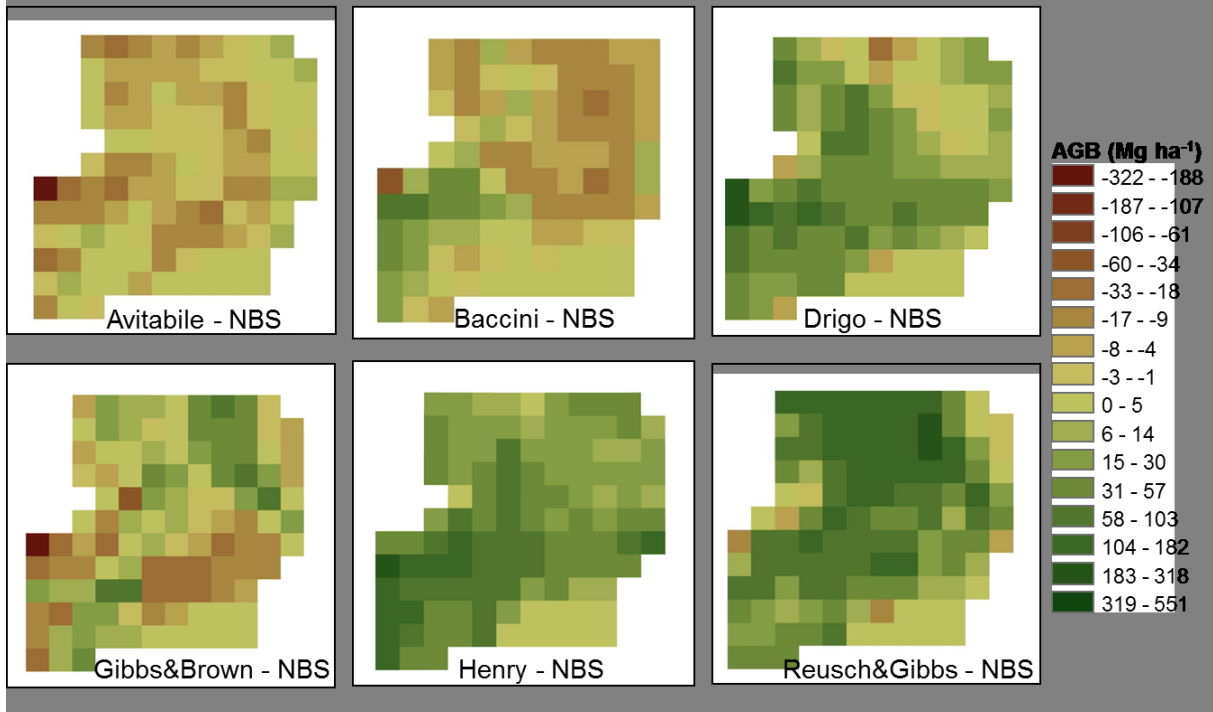 Avitabile - NBS
Baccini - NBS
Drigo - NBS
Gibbs&Brown - NBS
Henry - NBS
Reusch&Gibbs - NBS
AGB (Mg ha⁻¹)
-322 - -188
-187 - -107
-106 - -61
-60 - -34
-33 - -18
-17 - -9
-8 - -4
-3 - -1
0 - 5
6 - 14
15 - 30
31 - 57
58 - 103
104 - 182
183 - 318
319 - 551